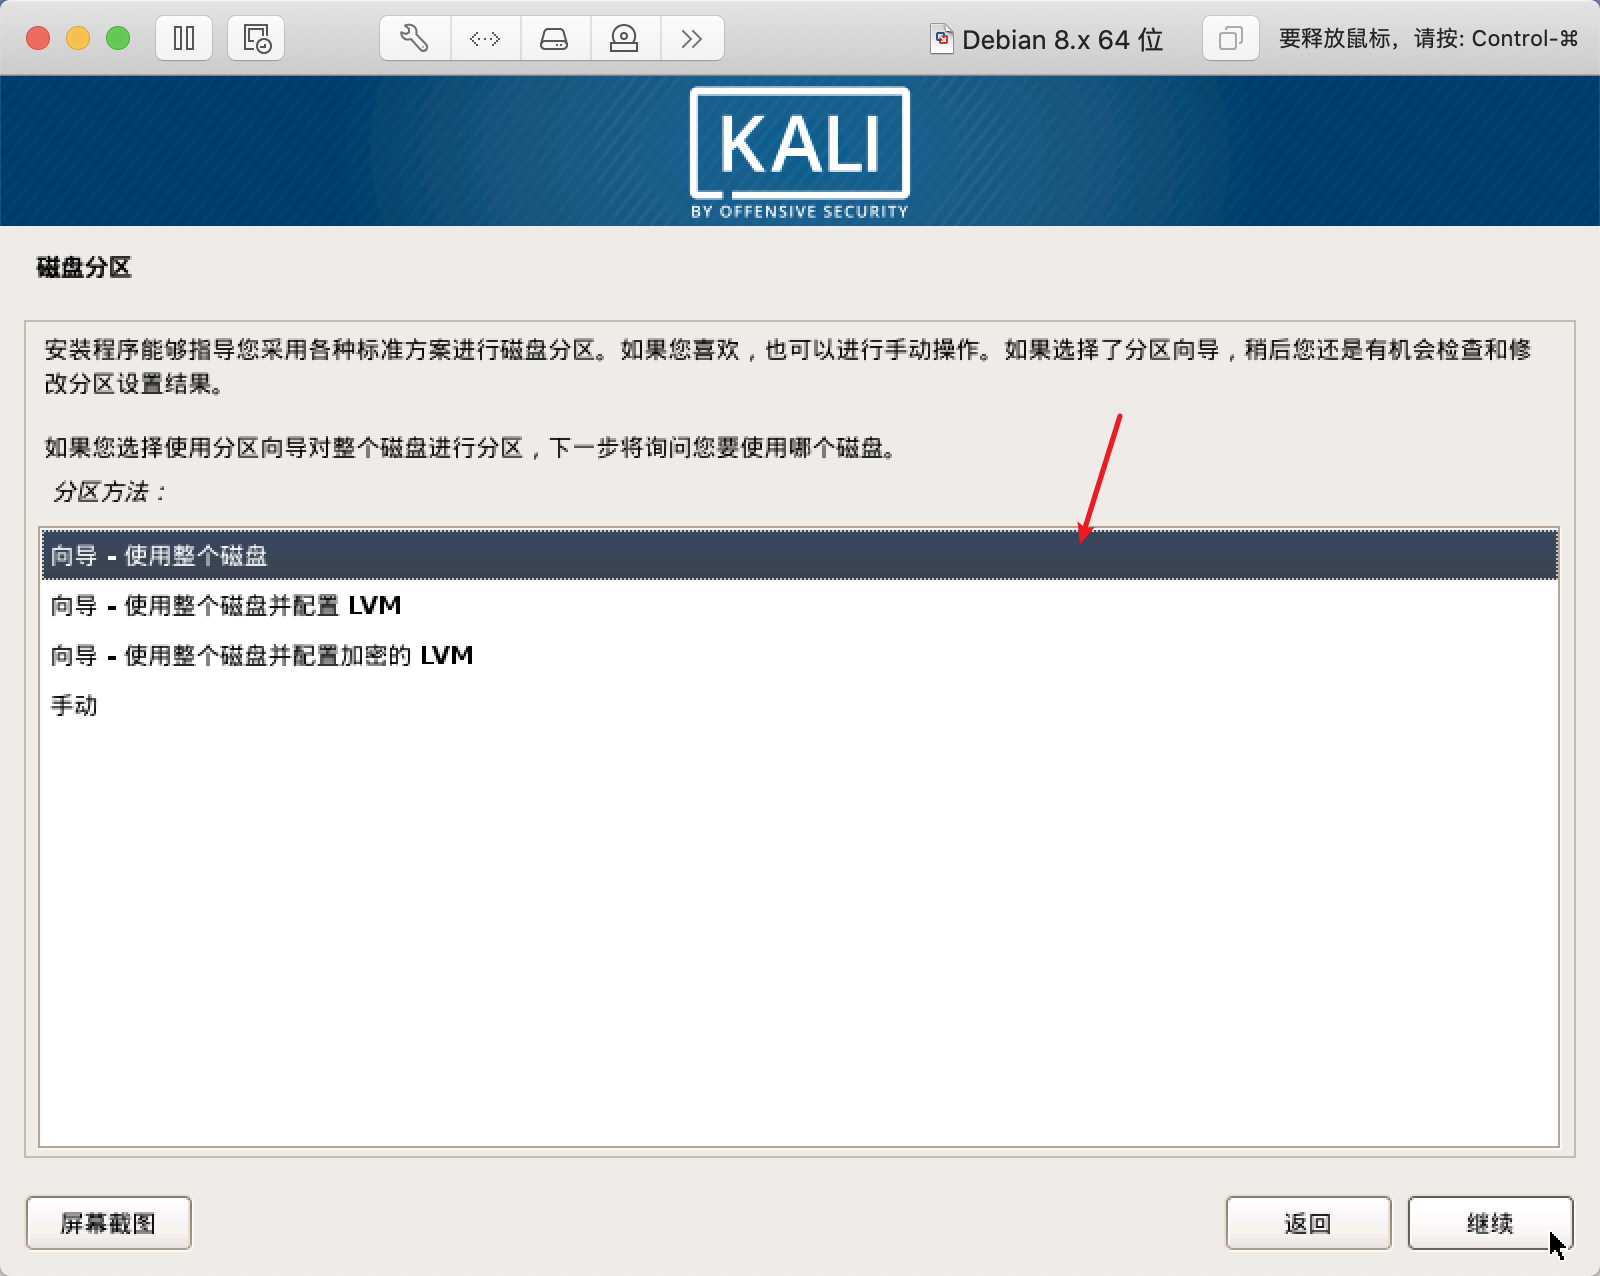 Debian 8.x 64 位
要释放鼠标，请按: Control-⌘
KALI
BY OFFENSIVE SECURITY
磁盘分区
安装程序能够指导您采用各种标准方案进行磁盘分区。如果您喜欢，也可以进行手动操作。如果选择了分区向导，稍后您还是有机会检查和修
改分区设置结果。
如果您选择使用分区向导对整个磁盘进行分区，下一步将询问您要使用哪个磁盘。
分区方法：
向导 - 使用整个磁盘
向导 - 使用整个磁盘并配置 LVM
向导 - 使用整个磁盘并配置加密的 LVM
手动
屏幕截图
返回
继续